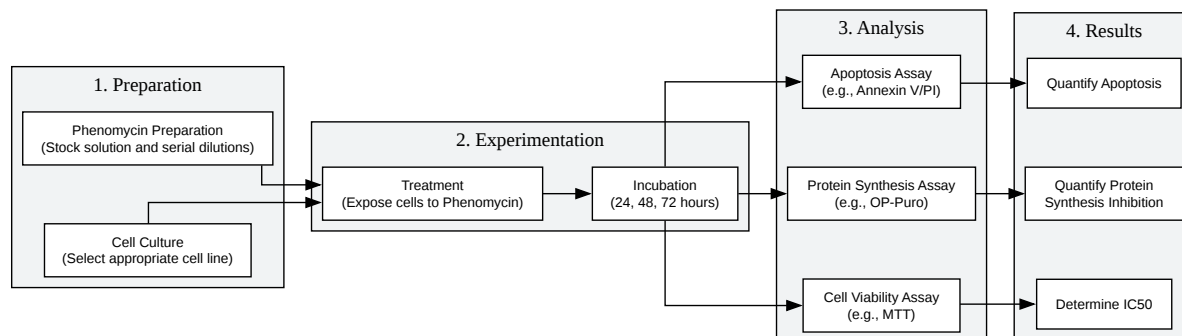 1. Preparation
Phenomycin Preparation
(Stock solution and serial dilutions)
Cell Culture
(Select appropriate cell line)
2. Experimentation
Treatment
(Expose cells to Phenomycin)
Incubation
(24, 48, 72 hours)
3. Analysis
Apoptosis Assay
(e.g., Annexin V/PI)
Protein Synthesis Assay
(e.g., OP-Puro)
Cell Viability Assay
(e.g., MTT)
4. Results
Quantify Apoptosis
Quantify Protein
Synthesis Inhibition
Determine IC50